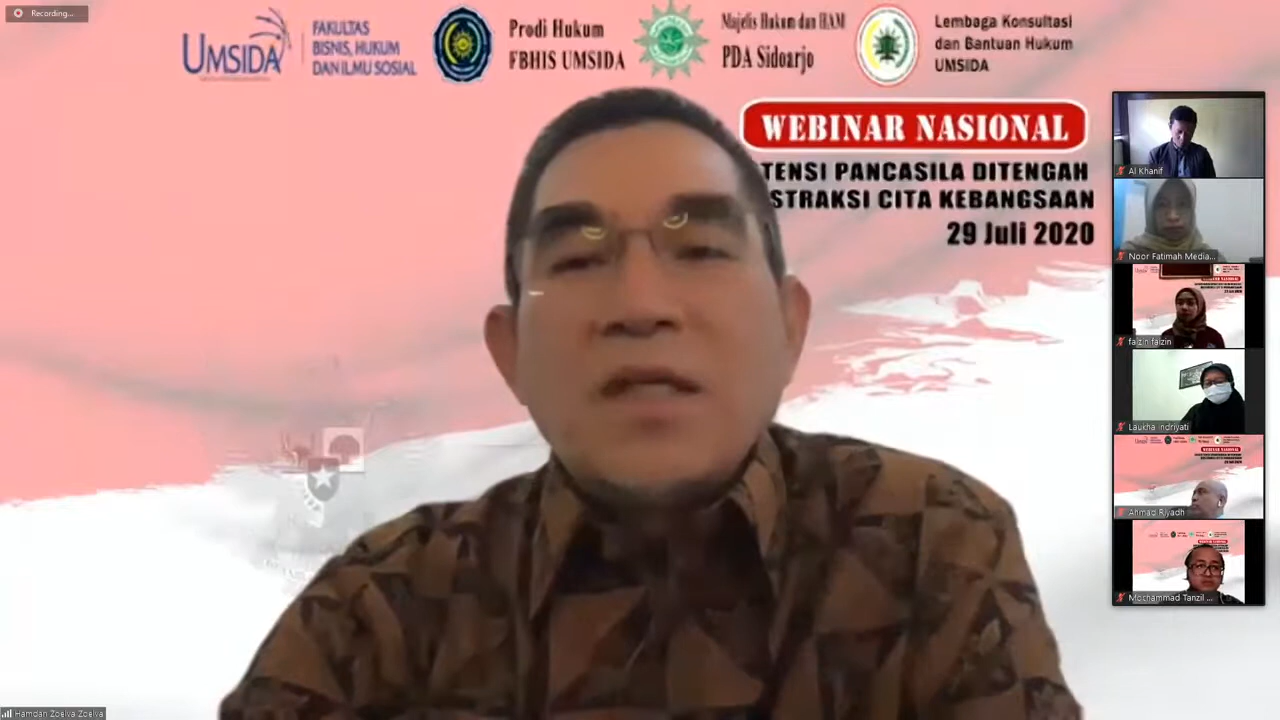 Recording...
UMSIDA
FAKULTAS
BISNIS, HUKUM
DAN ILMU SOSIAL
Prodi Hukum
FBHIS UMSIDA
Majelis Hukum dan HAM
PDA Sidoarjo
Lembaga Konsultasi
dan Bantuan Hukum
UMSIDA
WEBINAR NASIONAL
TENSI PANCASILA DITENGAH
STRAKSI CITA KEBANGSAAN
29 Juli 2020
Al Khanif
Noor Fatimah Media...
faizin faizin
Laukha Indriyati
WEBINAR NASIONAL
Ahmad Riyadh
Mochammad Tanzil ...
Hamdan Zoelva Zoelva